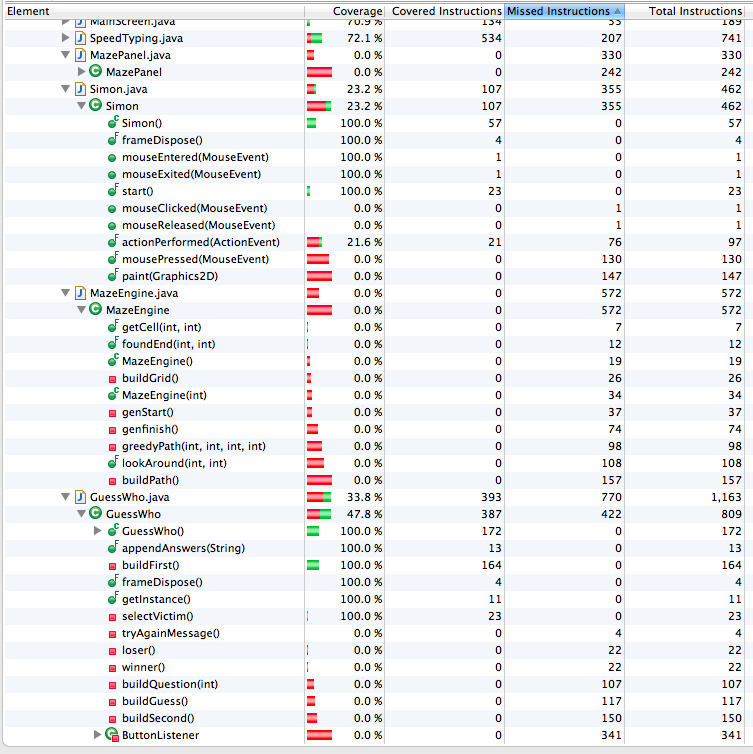 Element Coverage Covered Instructions Missed Instructions Total Instructions
MainScreen.java 70.9 % 134 55 189
SpeedTyping.java 72.1 % 534 207 741
MazePanel.java 0.0 % 0 330 330
MazePanel 0.0 % 0 242 242
Simon.java 23.2 % 107 355 462
Simon 23.2 % 107 355 462
Simon() 100.0 % 57 0 57
frameDispose() 100.0 % 4 0 4
mouseEntered(MouseEvent) 100.0 % 1 0 1
mouseExited(MouseEvent) 100.0 % 1 0 1
start() 100.0 % 23 0 23
mouseClicked(MouseEvent) 0.0 % 0 1 1
mouseReleased(MouseEvent) 0.0 % 0 1 1
actionPerformed(ActionEvent) 21.6 % 21 76 97
mousePressed(MouseEvent) 0.0 % 0 130 130
paint(Graphics2D) 0.0 % 0 147 147
MazeEngine.java 0.0 % 0 572 572
MazeEngine 0.0 % 0 572 572
getCell(int, int) 0.0 % 0 7 7
foundEnd(int, int) 0.0 % 0 12 12
MazeEngine() 0.0 % 0 19 19
buildGrid() 0.0 % 0 26 26
MazeEngine(int) 0.0 % 0 34 34
genStart() 0.0 % 0 37 37
genfinish() 0.0 % 0 74 74
greedyPath(int, int, int, int) 0.0 % 0 98 98
lookAround(int, int) 0.0 % 0 108 108
buildPath() 0.0 % 0 157 157
GuessWho.java 33.8 % 393 770 1,163
GuessWho 47.8 % 387 422 809
GuessWho() 100.0 % 172 0 172
appendAnswers(String) 100.0 % 13 0 13
buildFirst() 100.0 % 164 0 164
frameDispose() 100.0 % 4 0 4
getInstance() 100.0 % 11 0 11
selectVictim() 100.0 % 23 0 23
tryAgainMessage() 0.0 % 0 4 4
loser() 0.0 % 0 22 22
winner() 0.0 % 0 22 22
buildQuestion(int) 0.0 % 0 107 107
buildGuess() 0.0 % 0 117 117
buildSecond() 0.0 % 0 150 150
ButtonListener 0.0 % 0 341 341